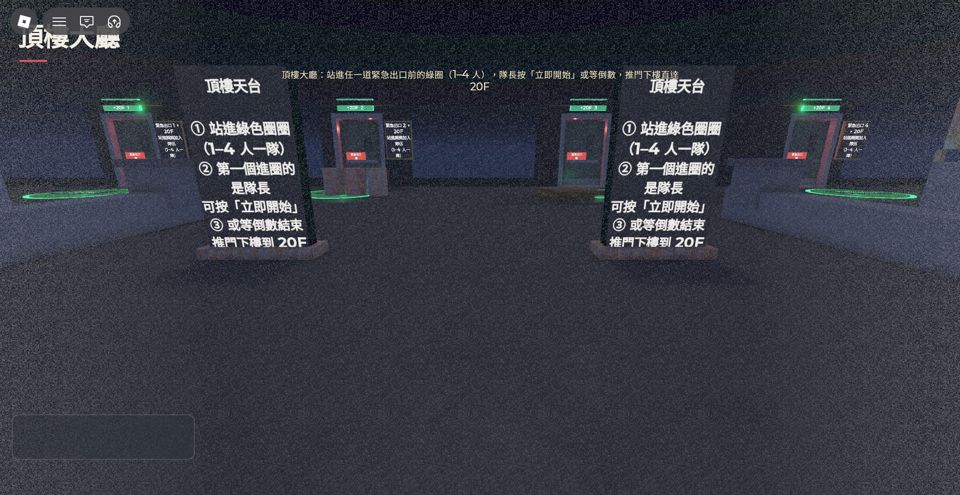 頂樓大廳
頂樓大廳：站進任一道緊急出口前的綠圈（1–4 人），隊長按「立即開始」或等倒數，推門下樓直達
20F
頂樓天台
① 站進綠色圈圈
（1–4 人一隊）
② 第一個進圈的
是隊長
可按「立即開始」
③ 或等倒數結束
推門下樓到 20F
頂樓天台
① 站進綠色圈圈
（1–4 人一隊）
② 第一個進圈的
是隊長
可按「立即開始」
③ 或等倒數結束
推門下樓到 20F